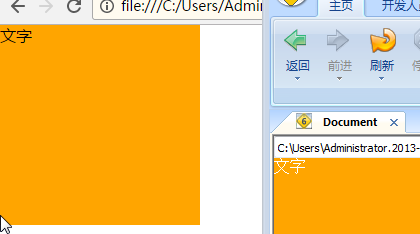 file:///C:/Users/Admin
文字
主页
开发人
返回
前进
刷新
6
Document
C:\Users\Administrator.2013-
文字